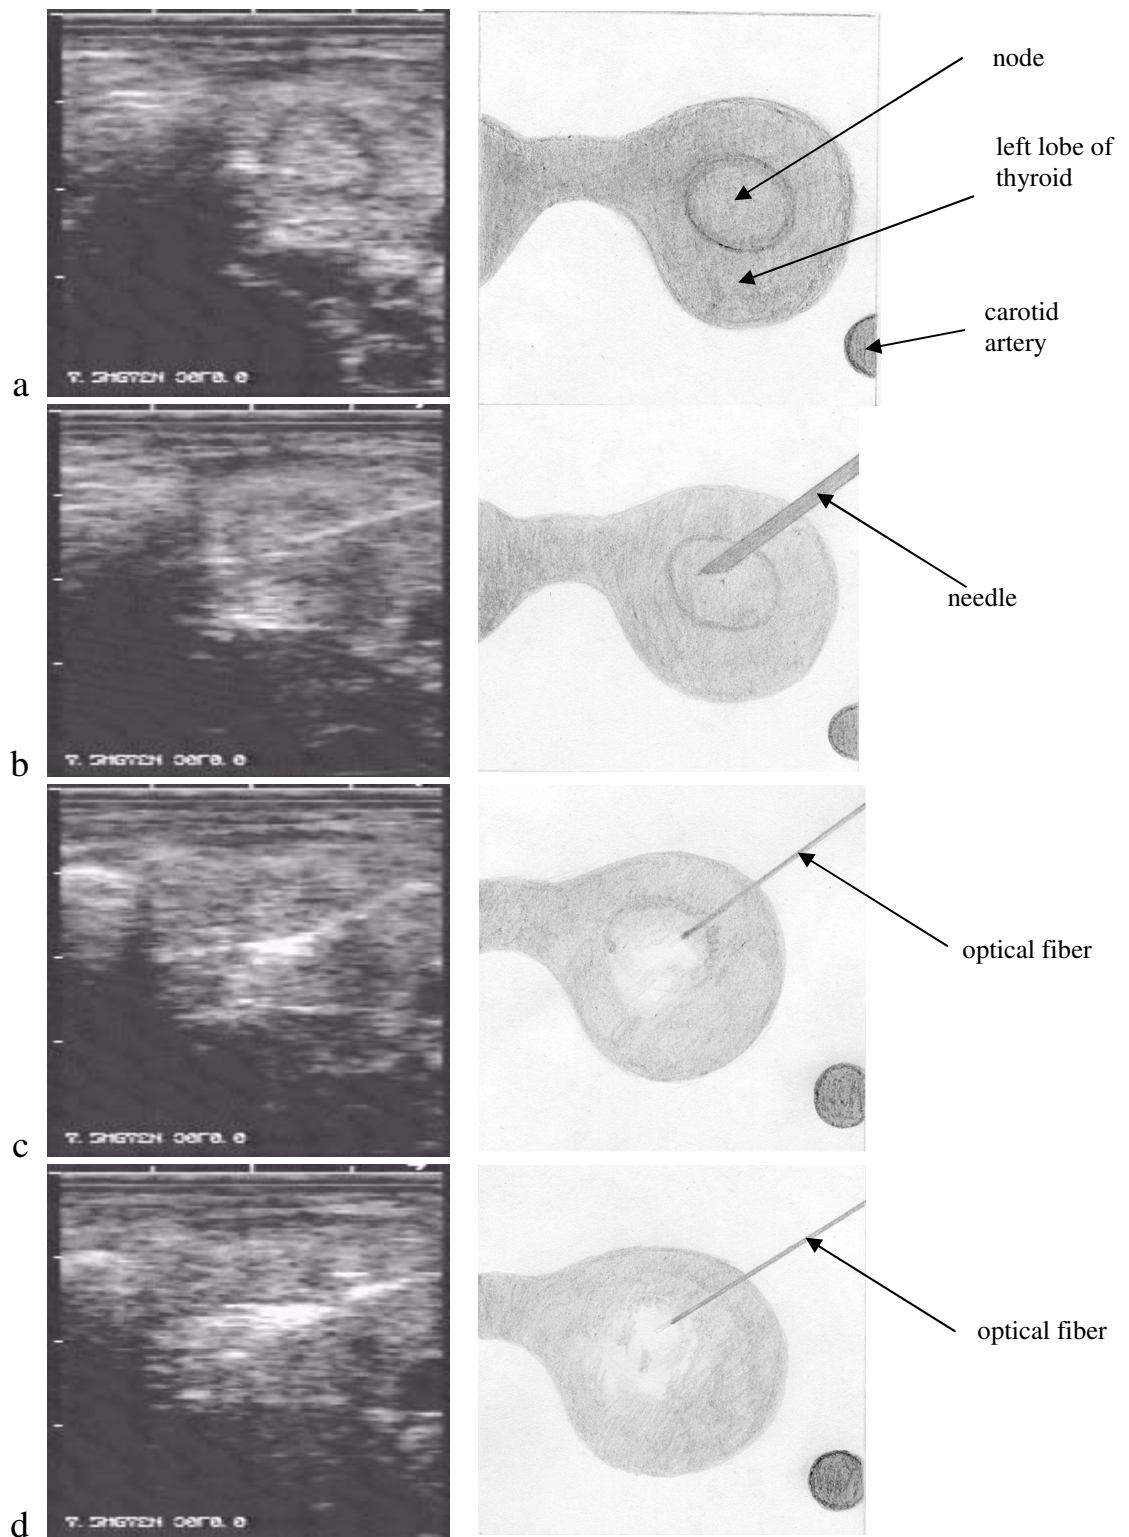 node
left lobe of
thyroid
carotid
artery
a
needle
b
optical fiber
c
optical fiber
d